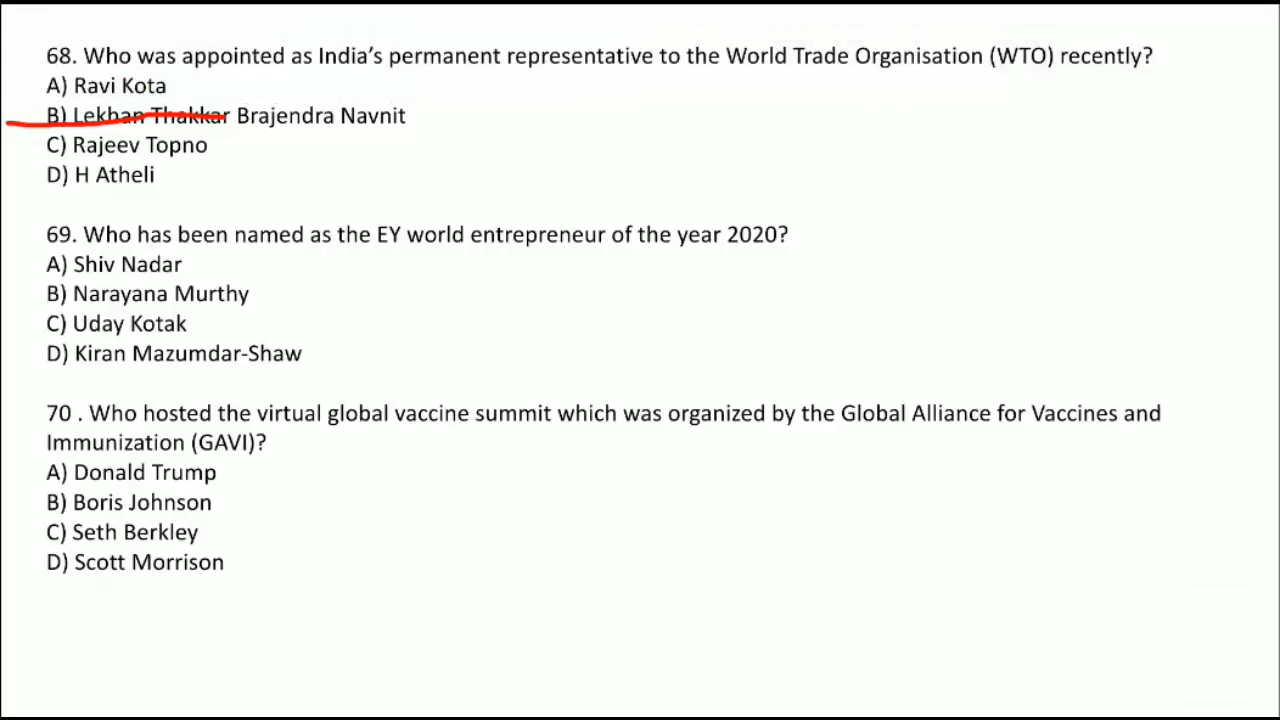 68. Who was appointed as India’s permanent representative to the World Trade Organisation (WTO) recently?
A) Ravi Kota
B) Lekhan Thakkar Brajendra Navnit
C) Rajeev Topno
D) H Atheli
69. Who has been named as the EY world entrepreneur of the year 2020?
A) Shiv Nadar
B) Narayana Murthy
C) Uday Kotak
D) Kiran Mazumdar-Shaw
70 . Who hosted the virtual global vaccine summit which was organized by the Global Alliance for Vaccines and
Immunization (GAVI)?
A) Donald Trump
B) Boris Johnson
C) Seth Berkley
D) Scott Morrison